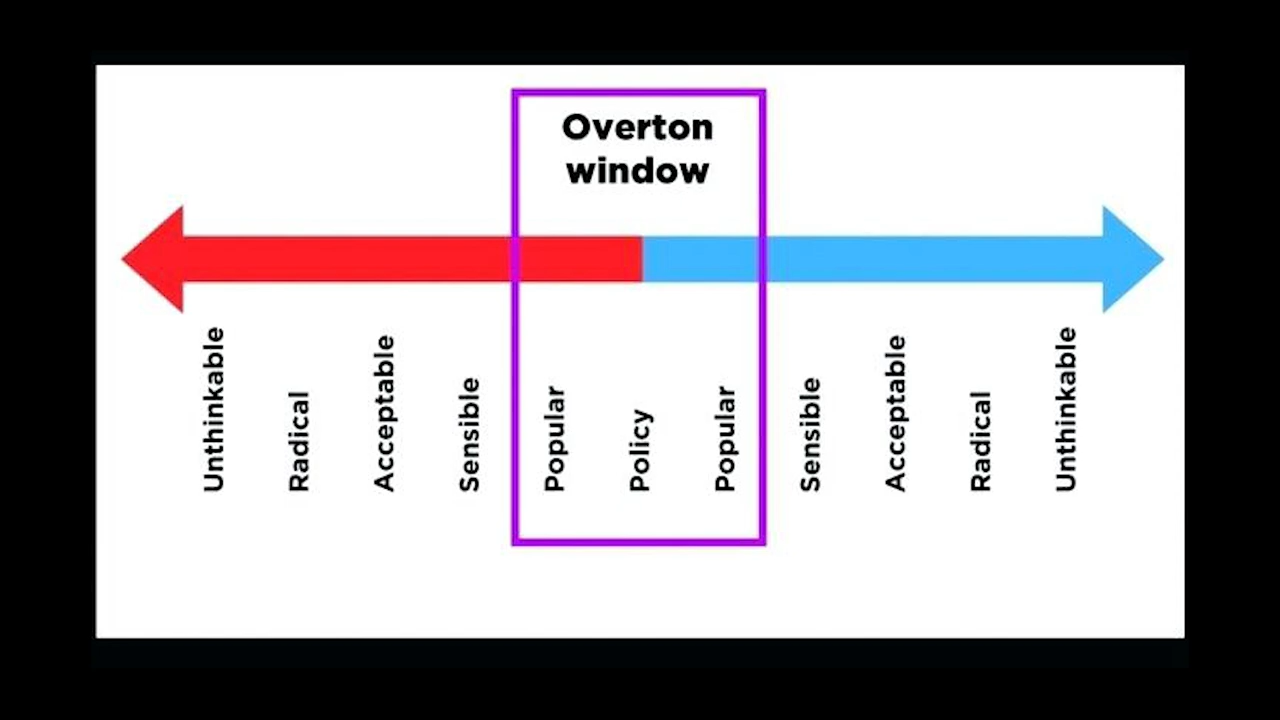 Overton
window
Unthinkable
Radical
Acceptable
Sensible
Popular
Policy
Popular
Sensible
Acceptable
Radical
Unthinkable